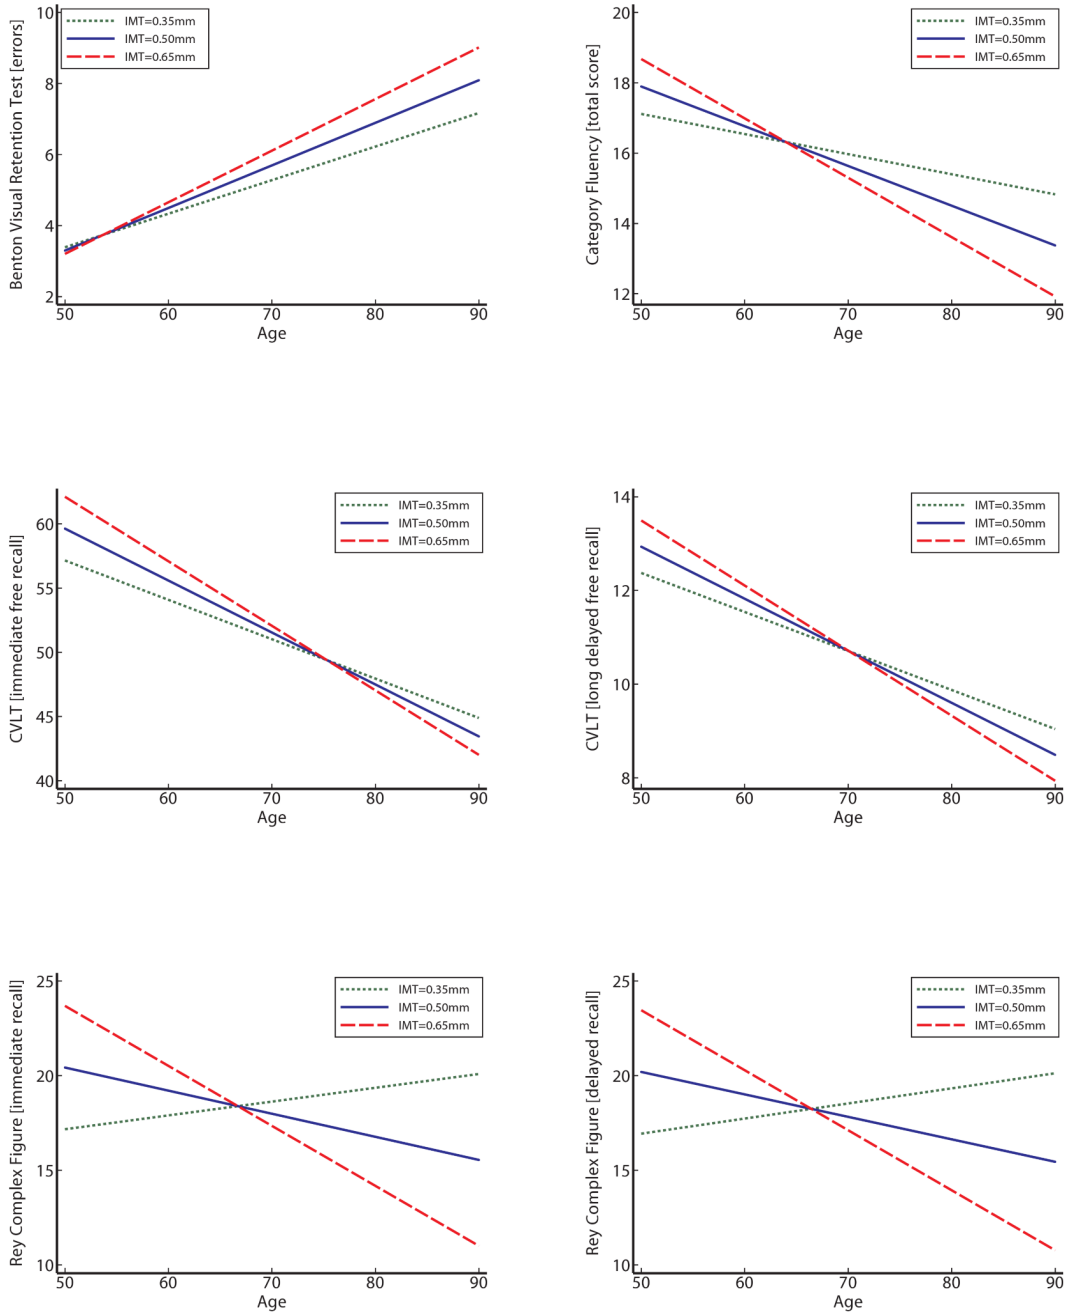 Benton Visual Retention Test [errors]
10
8
6
4
2
IMT=0.35mm
IMT=0.50mm
IMT=0.65mm
50 60 70 80 90
Age
Category Fluency [total score]
20
18
16
14
12
IMT=0.35mm
IMT=0.50mm
IMT=0.65mm
50 60 70 80 90
Age
CVLT [immediate free recall]
60
55
50
45
40
IMT=0.35mm
IMT=0.50mm
IMT=0.65mm
50 60 70 80 90
Age
CVLT [long delayed free recall]
14
12
10
8
IMT=0.35mm
IMT=0.50mm
IMT=0.65mm
50 60 70 80 90
Age
Rey Complex Figure [immediate recall]
25
20
15
10
IMT=0.35mm
IMT=0.50mm
IMT=0.65mm
50 60 70 80 90
Age
Rey Complex Figure [delayed recall]
25
20
15
10
IMT=0.35mm
IMT=0.50mm
IMT=0.65mm
50 60 70 80 90
Age